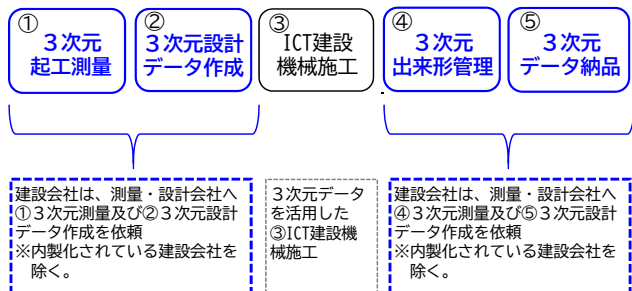 ①
3次元
起工測量
②
3次元設計
データ作成
③
ICT建設
機械施工
④
3次元
出来形管理
⑤
3次元
データ納品
建設会社は、測量・設計会社へ
①3次元測量及び②3次元設計
データ作成を依頼
※内製化されている建設会社を
除く。
3次元データ
を活用した
③ICT建設機
械施工
建設会社は、測量・設計会社へ
④3次元測量及び⑤3次元設計
データ作成を依頼
※内製化されている建設会社を
除く。